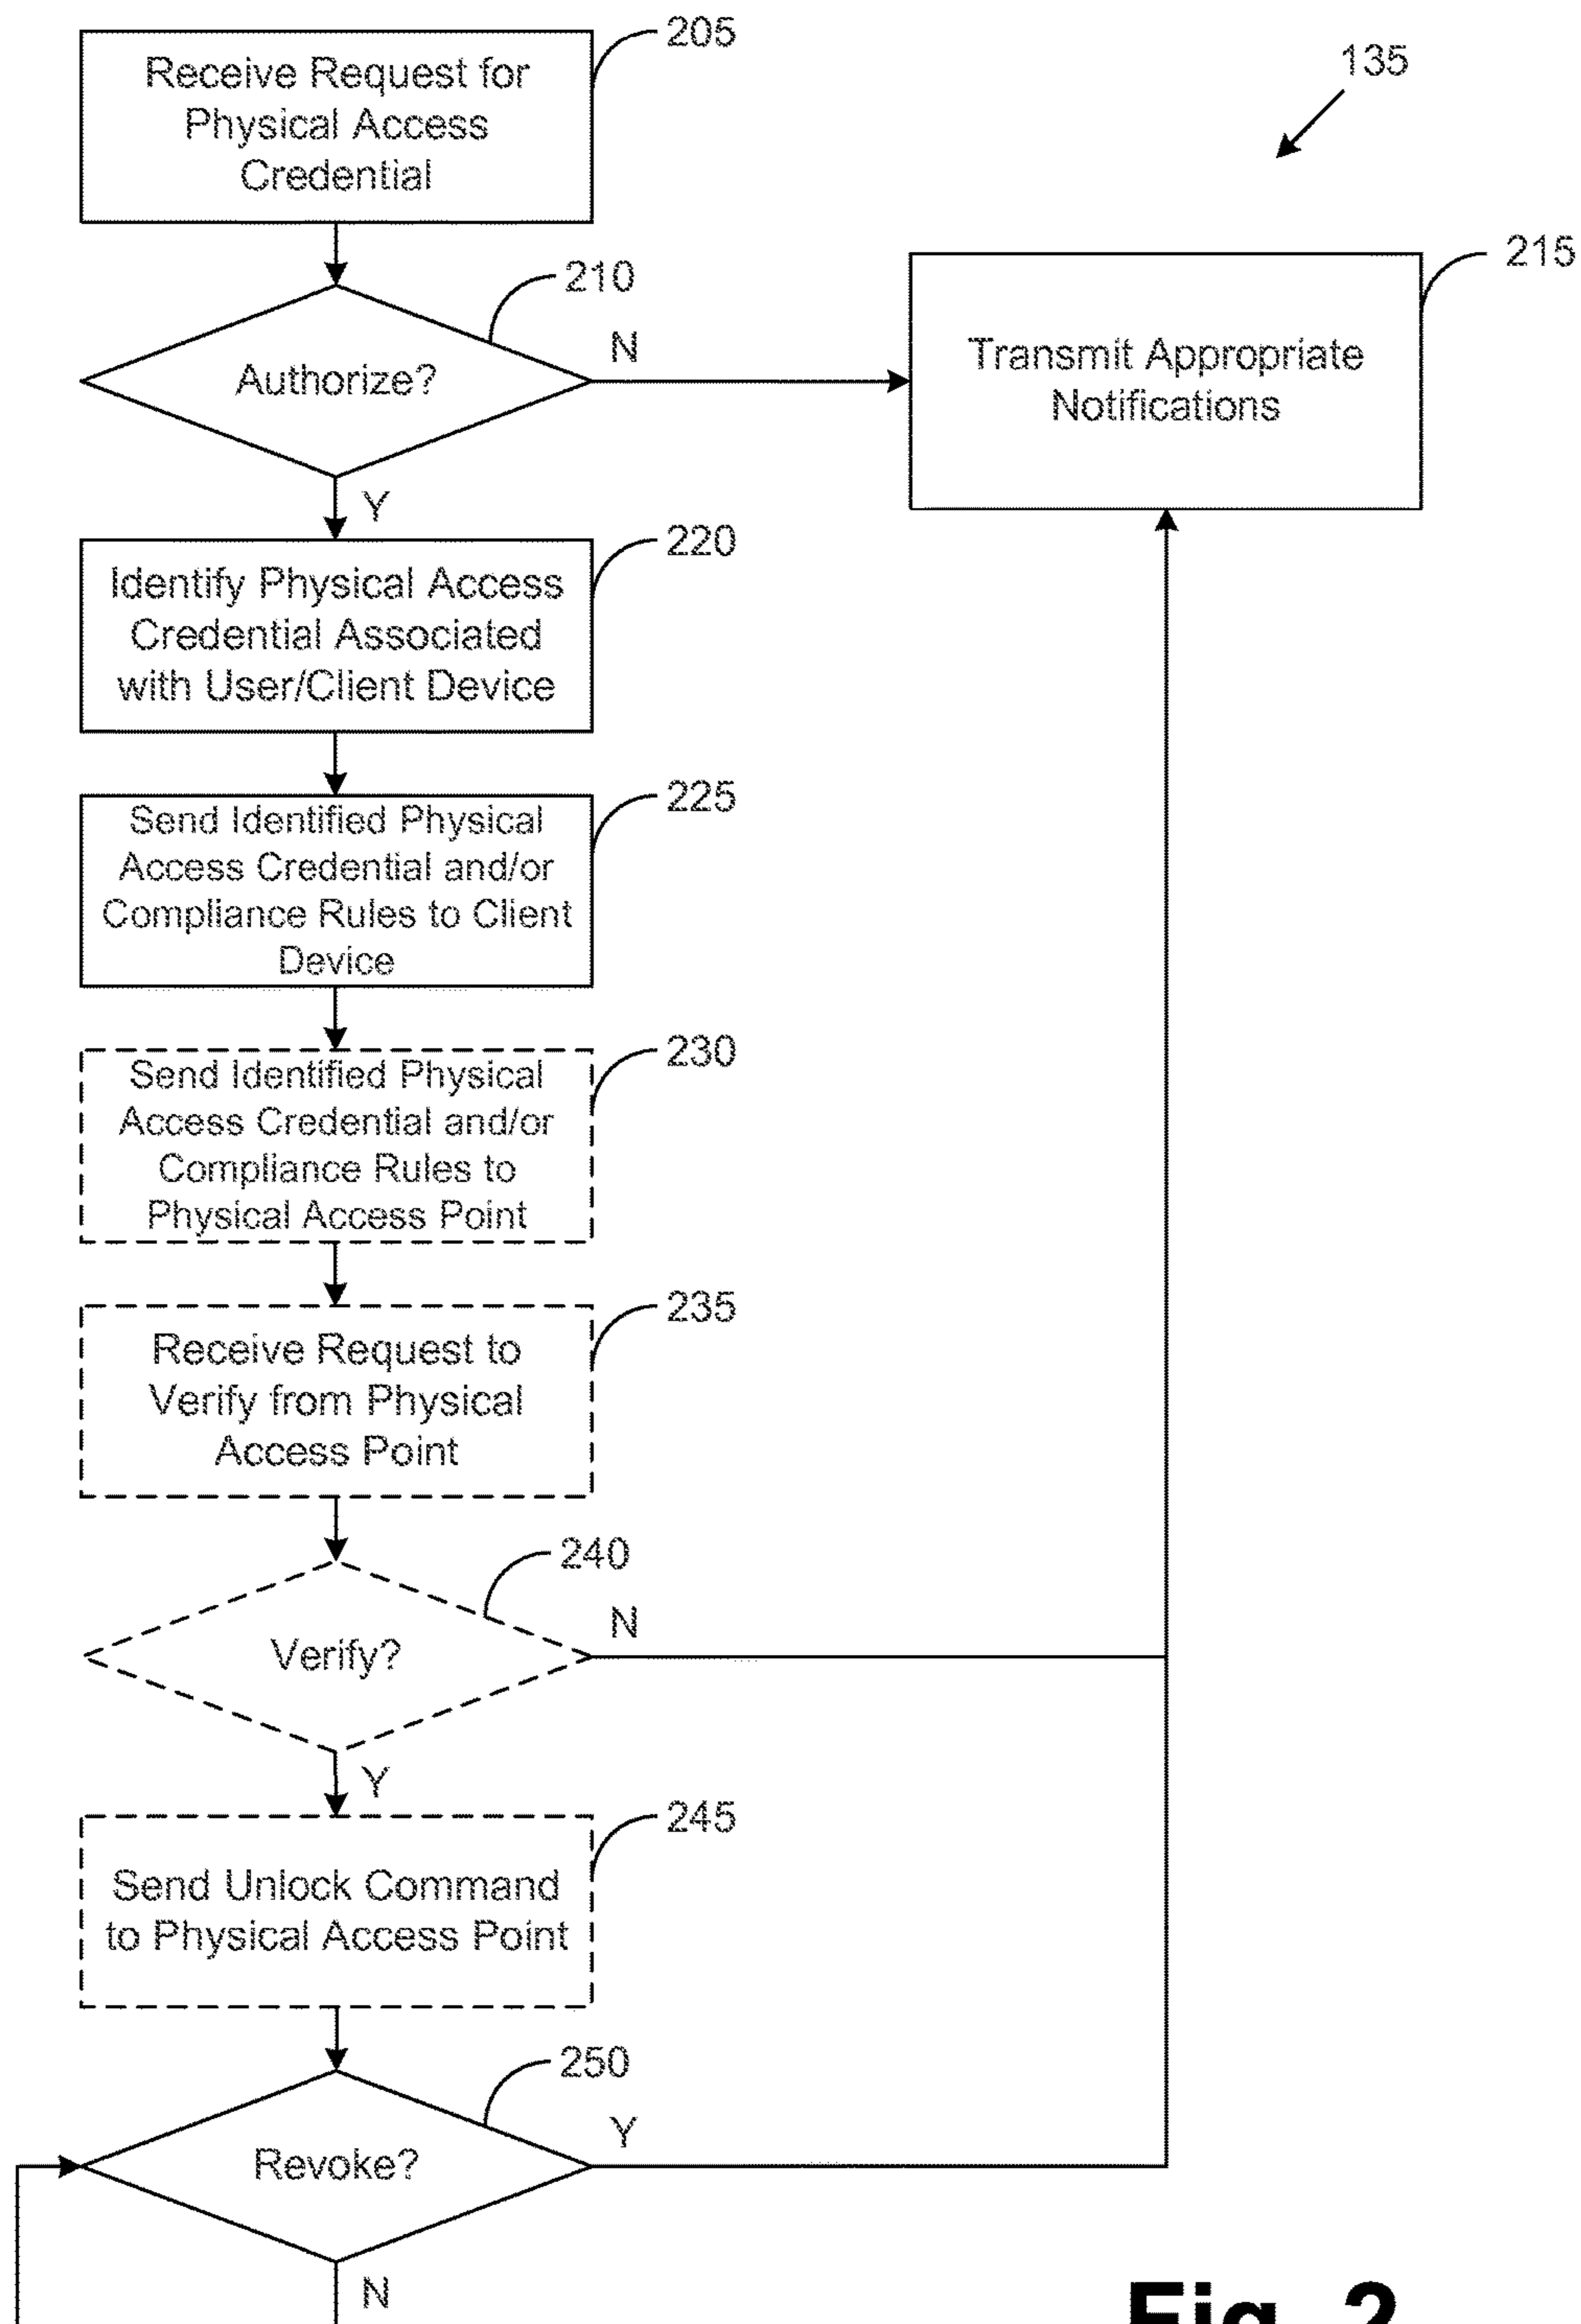 205
Receive Request for
Physical Access
Credential
135
210
Authorize?
N
215
Transmit Appropriate
Notifications
Y
220
Identify Physical Access
Credential Associated
with User/Client Device
225
Send Identified Physical
Access Credential and/or
Compliance Rules to Client
Device
230
Send Identified Physical
Access Credential and/or
Compliance Rules to
Physical Access Point
235
Receive Request to
Verify from Physical
Access Point
240
Verify?
N
Y
245
Send Unlock Command
to Physical Access Point
250
Revoke?
Y
N
Fig. 2